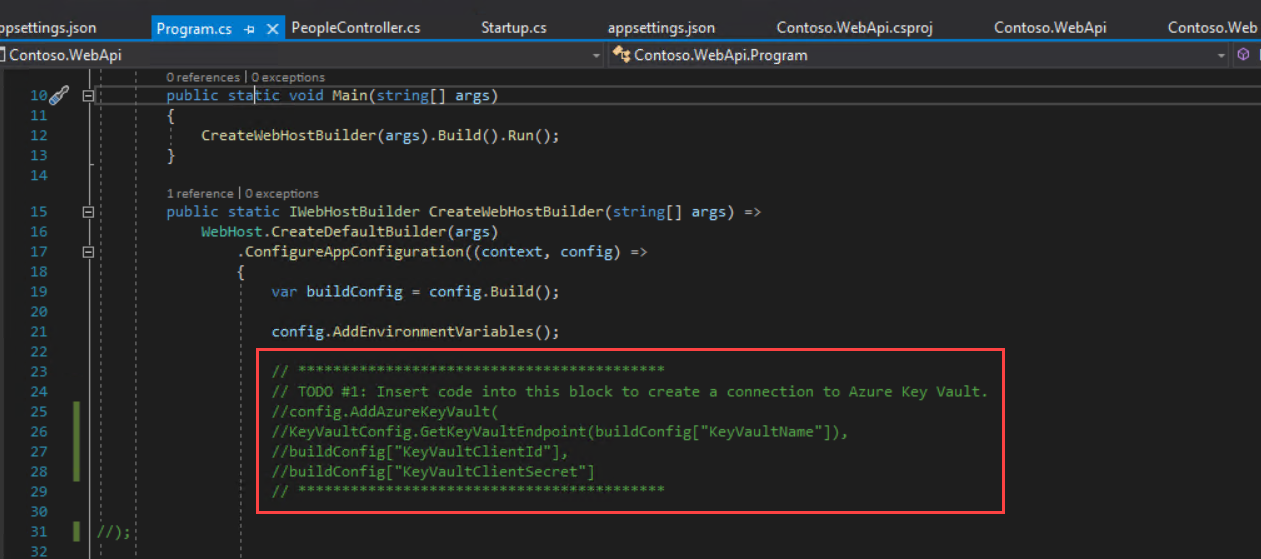 ppsettings.json Program.cs PeopleController.cs Startup.cs appsettings.json Contoso.WebApi.csproj Contoso.WebApi Contoso.Web
Contoso.WebApi Contoso.WebApi.Program
0 references | 0 exceptions
10 public static void Main(string[] args)
11 {
12 CreateWebHostBuilder(args).Build().Run();
13 }
14
1 reference | 0 exceptions
15 public static IWebHostBuilder CreateWebHostBuilder(string[] args) =>
16 WebHost.CreateDefaultBuilder(args)
17 .ConfigureAppConfiguration((context, config) =>
18 {
19 var buildConfig = config.Build();
20
21 config.AddEnvironmentVariables();
22
23 // ******************************************
24 // TODO #1: Insert code into this block to create a connection to Azure Key Vault.
25 //config.AddAzureKeyVault(
26 //KeyVaultConfig.GetKeyVaultEndpoint(buildConfig["KeyVaultName"]),
27 //buildConfig["KeyVaultClientId"],
28 //buildConfig["KeyVaultClientSecret"]
29 // ******************************************
30
31 //);
32